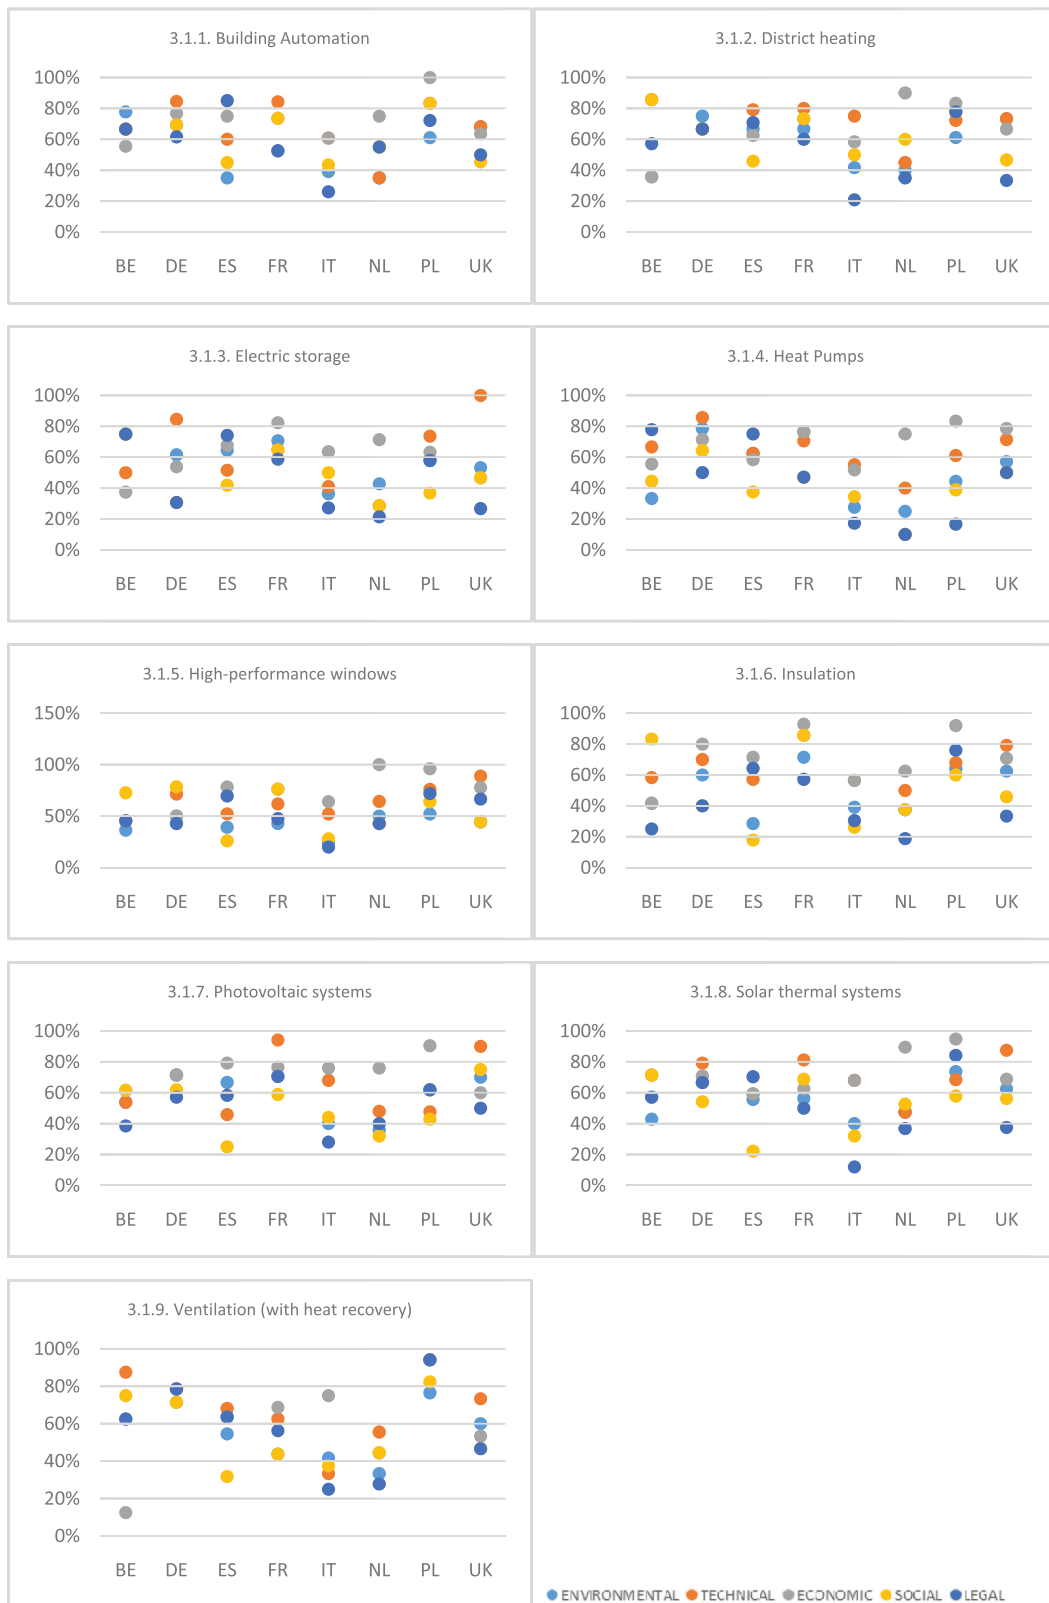 3.1.1. Building Automation
100%
80%
60%
40%
20%
0%
BE DE ES FR IT NL PL UK
3.1.2. District heating
100%
80%
60%
40%
20%
0%
BE DE ES FR IT NL PL UK
3.1.3. Electric storage
100%
80%
60%
40%
20%
0%
BE DE ES FR IT NL PL UK
3.1.4. Heat Pumps
100%
80%
60%
40%
20%
0%
BE DE ES FR IT NL PL UK
3.1.5. High-performance windows
150%
100%
50%
0%
BE DE ES FR IT NL PL UK
3.1.6. Insulation
100%
80%
60%
40%
20%
0%
BE DE ES FR IT NL PL UK
3.1.7. Photovoltaic systems
100%
80%
60%
40%
20%
0%
BE DE ES FR IT NL PL UK
3.1.8. Solar thermal systems
100%
80%
60%
40%
20%
0%
BE DE ES FR IT NL PL UK
3.1.9. Ventilation (with heat recovery)
100%
80%
60%
40%
20%
0%
BE DE ES FR IT NL PL UK
ENVIRONMENTAL TECHNICAL ECONOMIC SOCIAL LEGAL